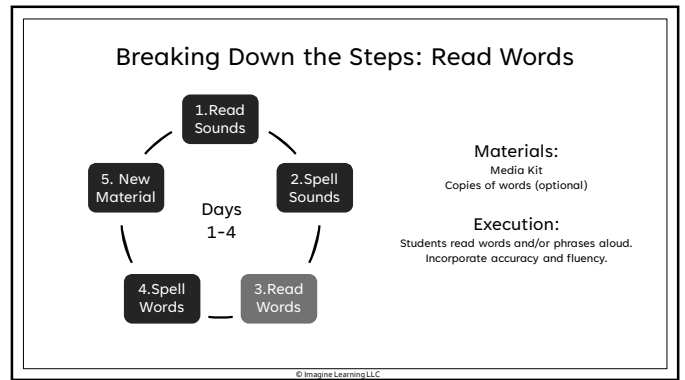 Breaking Down the Steps: Read Words
1.Read
Sounds
2.Spell
Sounds
3.Read
Words
4.Spell
Words
5. New
Material
Days
1-4
Materials:
Media Kit
Copies of words (optional)
Execution:
Students read words and/or phrases aloud.
Incorporate accuracy and fluency.
© Imagine Learning LLC